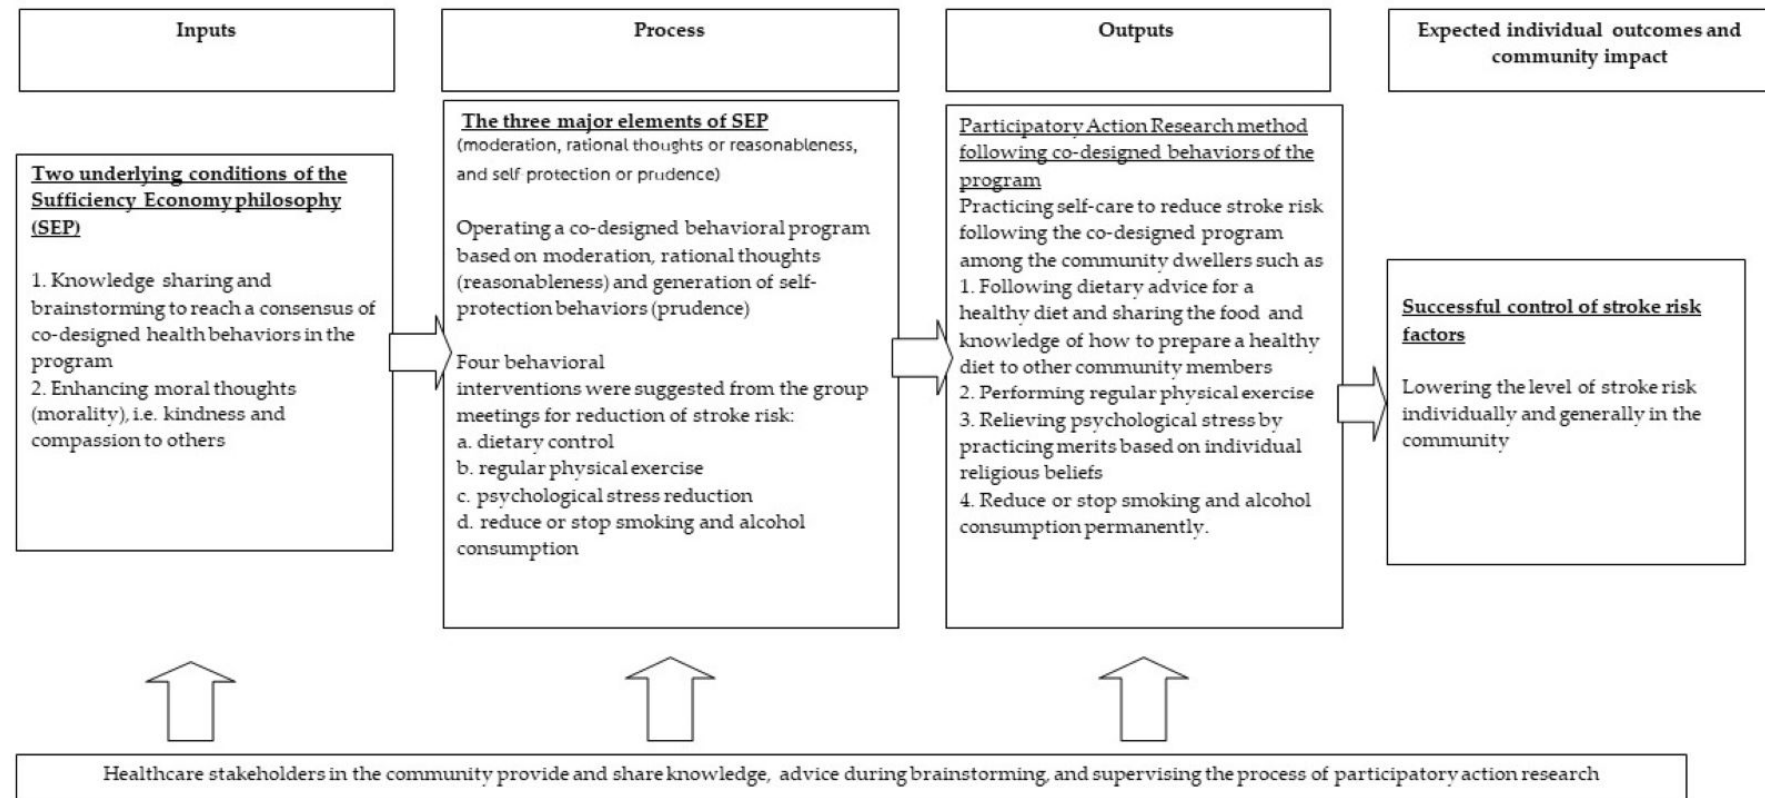 Inputs
Process
Outputs
Expected individual outcomes and
community impact
Two underlying conditions of the
Sufficiency Economy philosophy
(SEP)
1. Knowledge sharing and
brainstorming to reach a consensus of
co-designed health behaviors in the
program
2. Enhancing moral thoughts
(morality), i.e. kindness and
compassion to others
The three major elements of SEP
(moderation, rational thoughts or reasonableness,
and self-protection or prudence)
Operating a co-designed behavioral program
based on moderation, rational thoughts
(reasonableness) and generation of self-
protection behaviors (prudence)
Four behavioral
interventions were suggested from the group
meetings for reduction of stroke risk:
a. dietary control
b. regular physical exercise
c. psychological stress reduction
d. reduce or stop smoking and alcohol
consumption
Participatory Action Research method
following co-designed behaviors of the
program
Practicing self-care to reduce stroke risk
following the co-designed program
among the community dwellers such as
1. Following dietary advice for a
healthy diet and sharing the food and
knowledge of how to prepare a healthy
diet to other community members
2. Performing regular physical exercise
3. Relieving psychological stress by
practicing merits based on individual
religious beliefs
4. Reduce or stop smoking and alcohol
consumption permanently.
Successful control of stroke risk
factors
Lowering the level of stroke risk
individually and generally in the
community
Healthcare stakeholders in the community provide and share knowledge, advice during brainstorming, and supervising the process of participatory action research